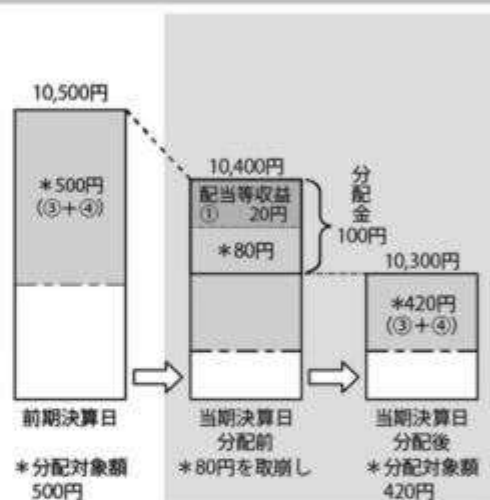 10,500円
*500円
(③+④)
前期決算日
*分配対象額
500円
10,400円
配当等収益
① 20円
*80円
分配金
100円
当期決算日
分配前
*80円を取崩し
10,300円
*420円
(③+④)
当期決算日
分配後
*分配対象額
420円